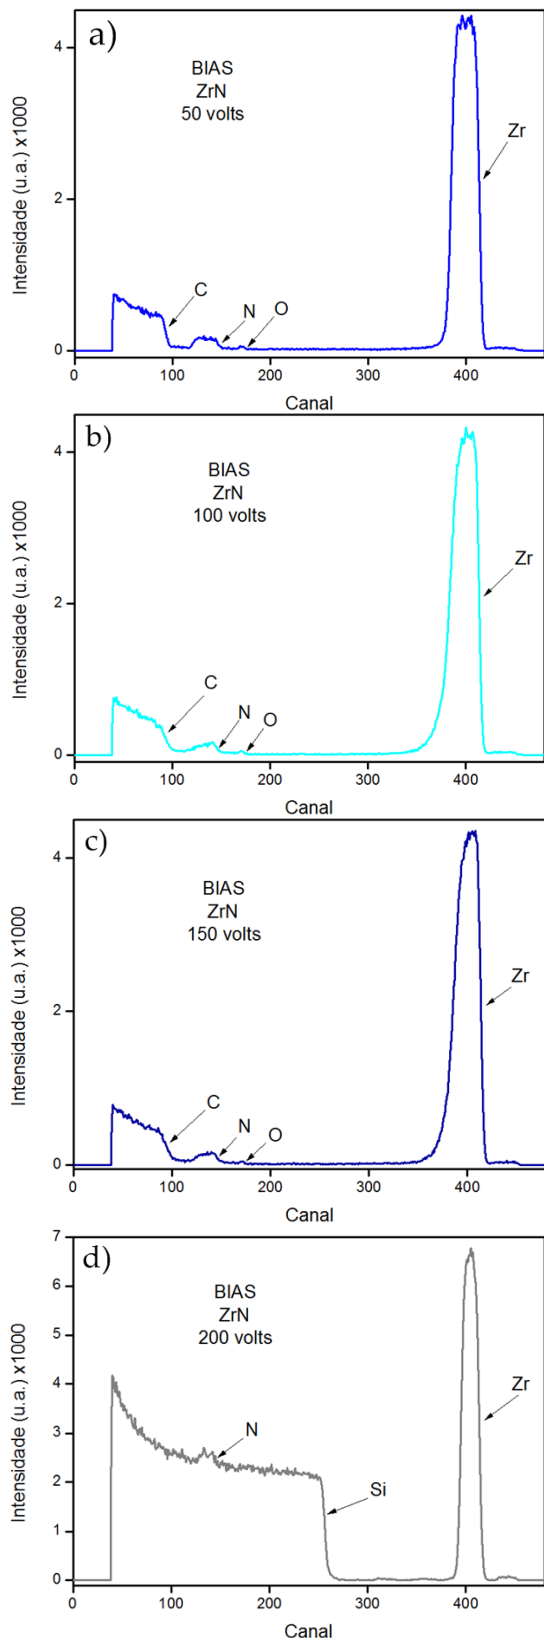 a)
BIAS
ZrN
50 volts
Zr
C
N
O
Intensidade (u.a.) x1000
4
2
0
0 100 200 300 400
Canal
b)
BIAS
ZrN
100 volts
Zr
C
N
O
Intensidade (u.a.) x1000
4
2
0
0 100 200 300 400
Canal
c)
BIAS
ZrN
150 volts
Zr
C
N
O
Intensidade (u.a.) x1000
4
2
0
0 100 200 300 400
Canal
d)
BIAS
ZrN
200 volts
Zr
N
Si
Intensidade (u.a.) x1000
7
6
5
4
3
2
1
0
0 100 200 300 400
Canal